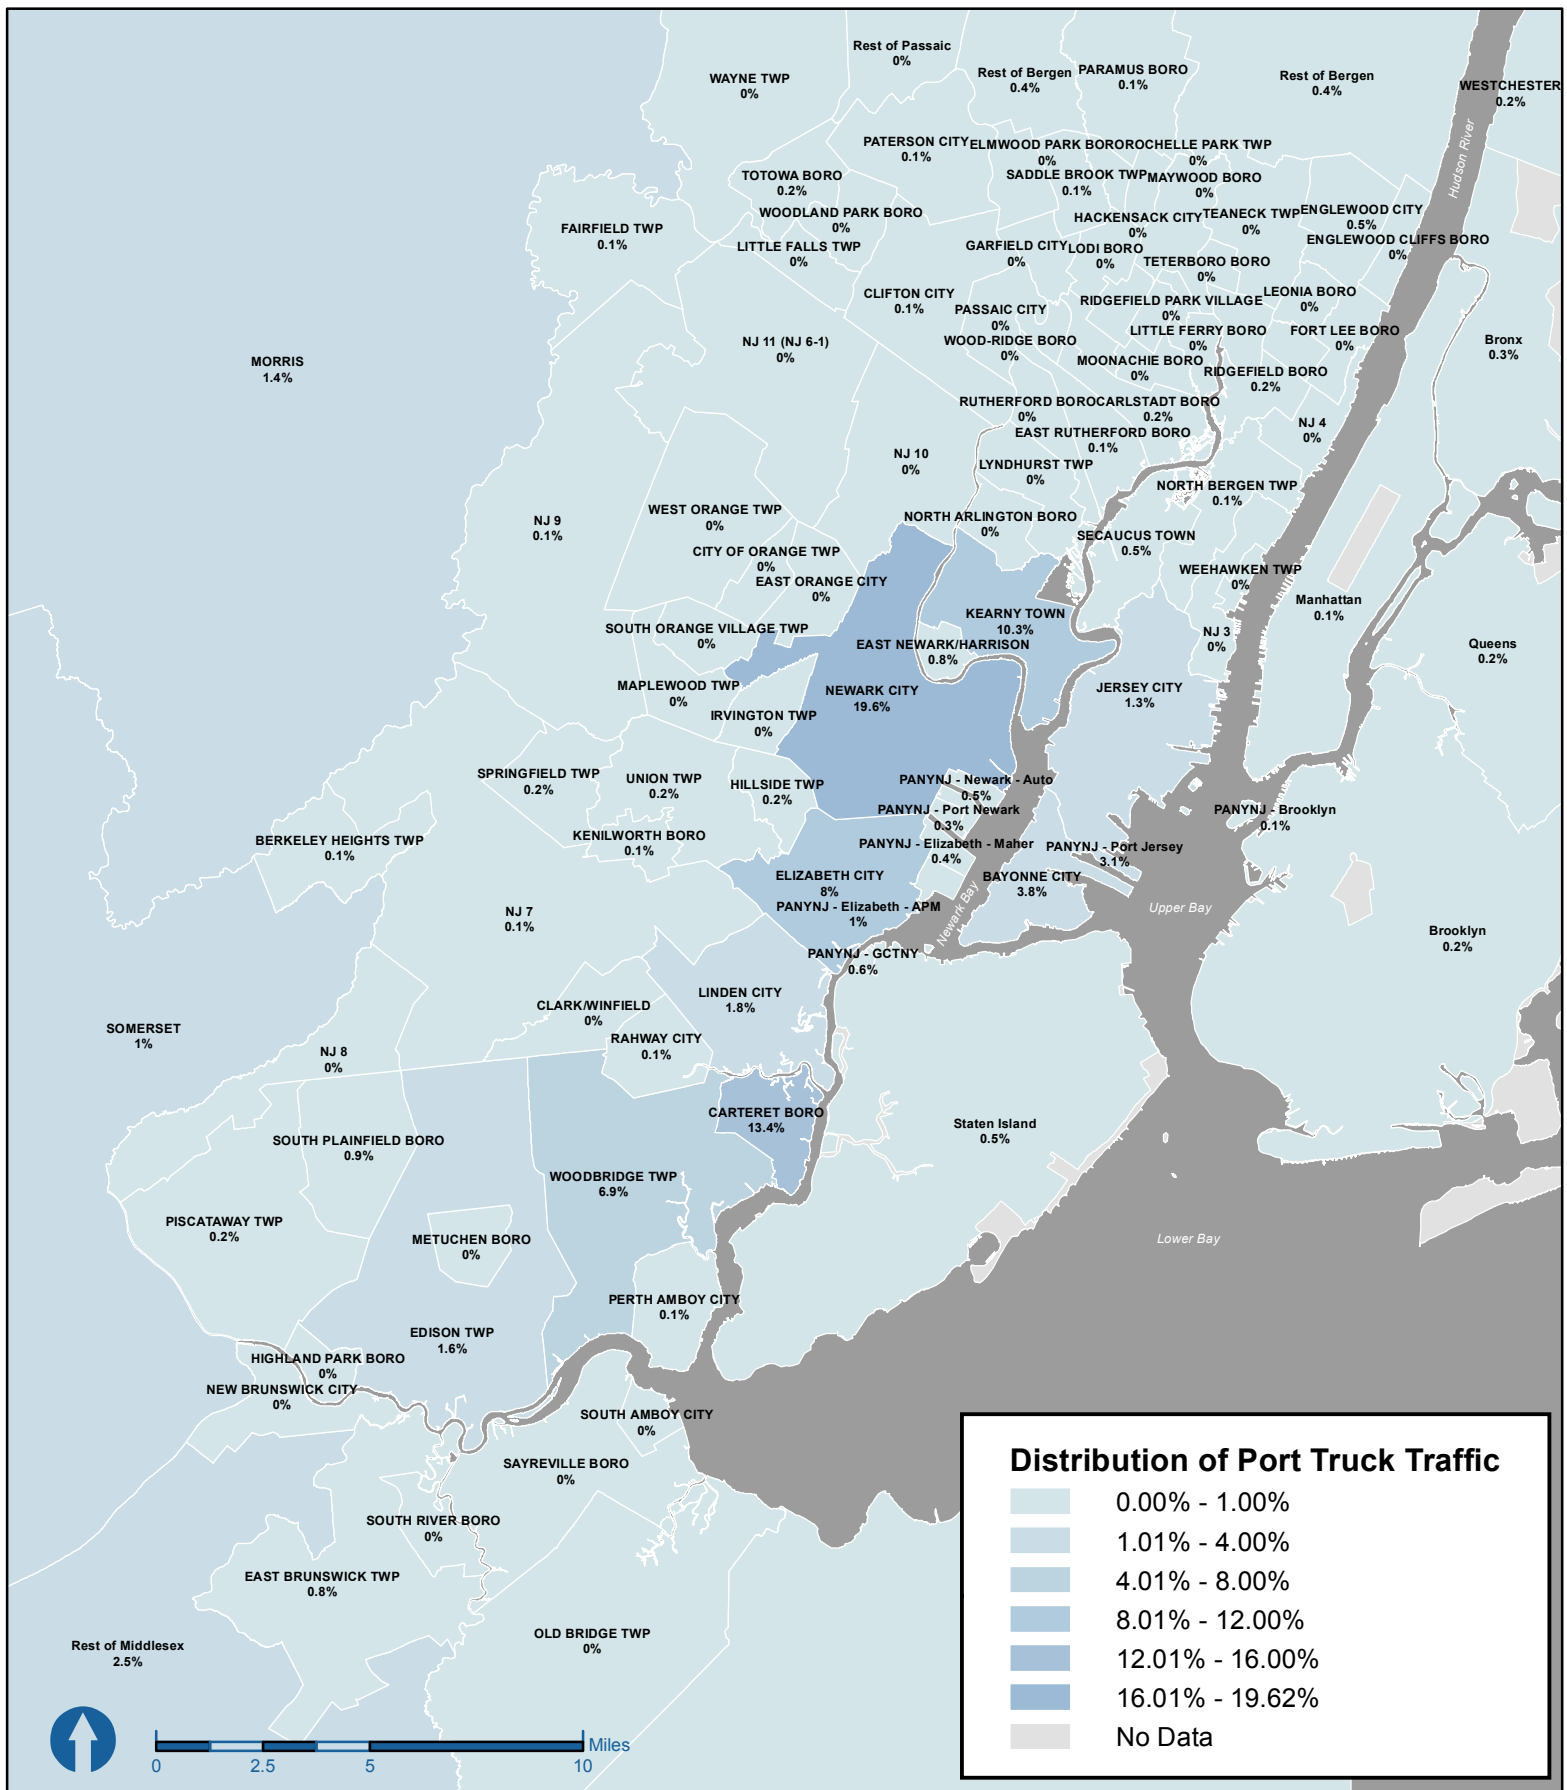 Rest of Passaic
0%
WAYNE TWP
0%
Rest of Bergen
0.4%
PARAMUS BORO
0.1%
Rest of Bergen
0.4%
WESTCHESTER
0.2%
Hudson River
PATERSON CITY
0.1%
ELMWOOD PARK BORO
0%
ROCHELLE PARK TWP
0%
TOTOWA BORO
0.2%
SADDLE BROOK TWP
0.1%
MAYWOOD BORO
0%
WOODLAND PARK BORO
0%
HACKENSACK CITY
0%
TEANECK TWP
0%
ENGLEWOOD CITY
0.5%
FAIRFIELD TWP
0.1%
LITTLE FALLS TWP
0%
GARFIELD CITY
0%
LODI BORO
0%
ENGLEWOOD CLIFFS BORO
0%
TETERBORO BORO
0%
CLIFTON CITY
0.1%
PASSAIC CITY
0%
RIDGEFIELD PARK VILLAGE
0%
LEONIA BORO
0%
NJ 11 (NJ 6-1)
0%
WOOD-RIDGE BORO
0%
LITTLE FERRY BORO
0%
FORT LEE BORO
0%
Bronx
0.3%
MORRIS
1.4%
MOONACHIE BORO
0%
RIDGEFIELD BORO
0.2%
RUTHERFORD BORO
0%
CARLSTADT BORO
0.2%
EAST RUTHERFORD BORO
0.1%
NJ 4
0%
NJ 10
0%
LYNDHURST TWP
0%
NORTH BERGEN TWP
0.1%
WEST ORANGE TWP
0%
NJ 9
0.1%
NORTH ARLINGTON BORO
0%
SECAUCUS TOWN
0.5%
CITY OF ORANGE TWP
0%
WEEHAWKEN TWP
0%
EAST ORANGE CITY
0%
Manhattan
0.1%
KEARNY TOWN
10.3%
SOUTH ORANGE VILLAGE TWP
0%
EAST NEWARK/HARRISON
0.8%
NJ 3
0%
Queens
0.2%
MAPLEWOOD TWP
0%
NEWARK CITY
19.6%
JERSEY CITY
1.3%
IRVINGTON TWP
0%
SPRINGFIELD TWP
0.2%
UNION TWP
0.2%
HILLSIDE TWP
0.2%
PANYNJ - Newark - Auto
0.5%
PANYNJ - Port Newark
0.3%
PANYNJ - Brooklyn
0.1%
BERKELEY HEIGHTS TWP
0.1%
KENILWORTH BORO
0.1%
PANYNJ - Elizabeth - Maher
0.4%
PANYNJ - Port Jersey
3.1%
ELIZABETH CITY
8%
BAYONNE CITY
3.8%
PANYNJ - Elizabeth - APM
1%
Newark Bay
Upper Bay
NJ 7
0.1%
Brooklyn
0.2%
PANYNJ - GCTNY
0.6%
LINDEN CITY
1.8%
CLARK/WINFIELD
0%
SOMERSET
1%
RAHWAY CITY
0.1%
NJ 8
0%
CARTERET BORO
13.4%
Staten Island
0.5%
SOUTH PLAINFIELD BORO
0.9%
WOODBRIDGE TWP
6.9%
PISCATAWAY TWP
0.2%
METUCHEN BORO
0%
Lower Bay
PERTH AMBOY CITY
0.1%
EDISON TWP
1.6%
HIGHLAND PARK BORO
0%
NEW BRUNSWICK CITY
0%
SOUTH AMBOY CITY
0%
SAYREVILLE BORO
0%
SOUTH RIVER BORO
0%
EAST BRUNSWICK TWP
0.8%
OLD BRIDGE TWP
0%
Rest of Middlesex
2.5%
Distribution of Port Truck Traffic
0.00% - 1.00%
1.01% - 4.00%
4.01% - 8.00%
8.01% - 12.00%
12.01% - 16.00%
16.01% - 19.62%
No Data
Miles
0 2.5 5 10